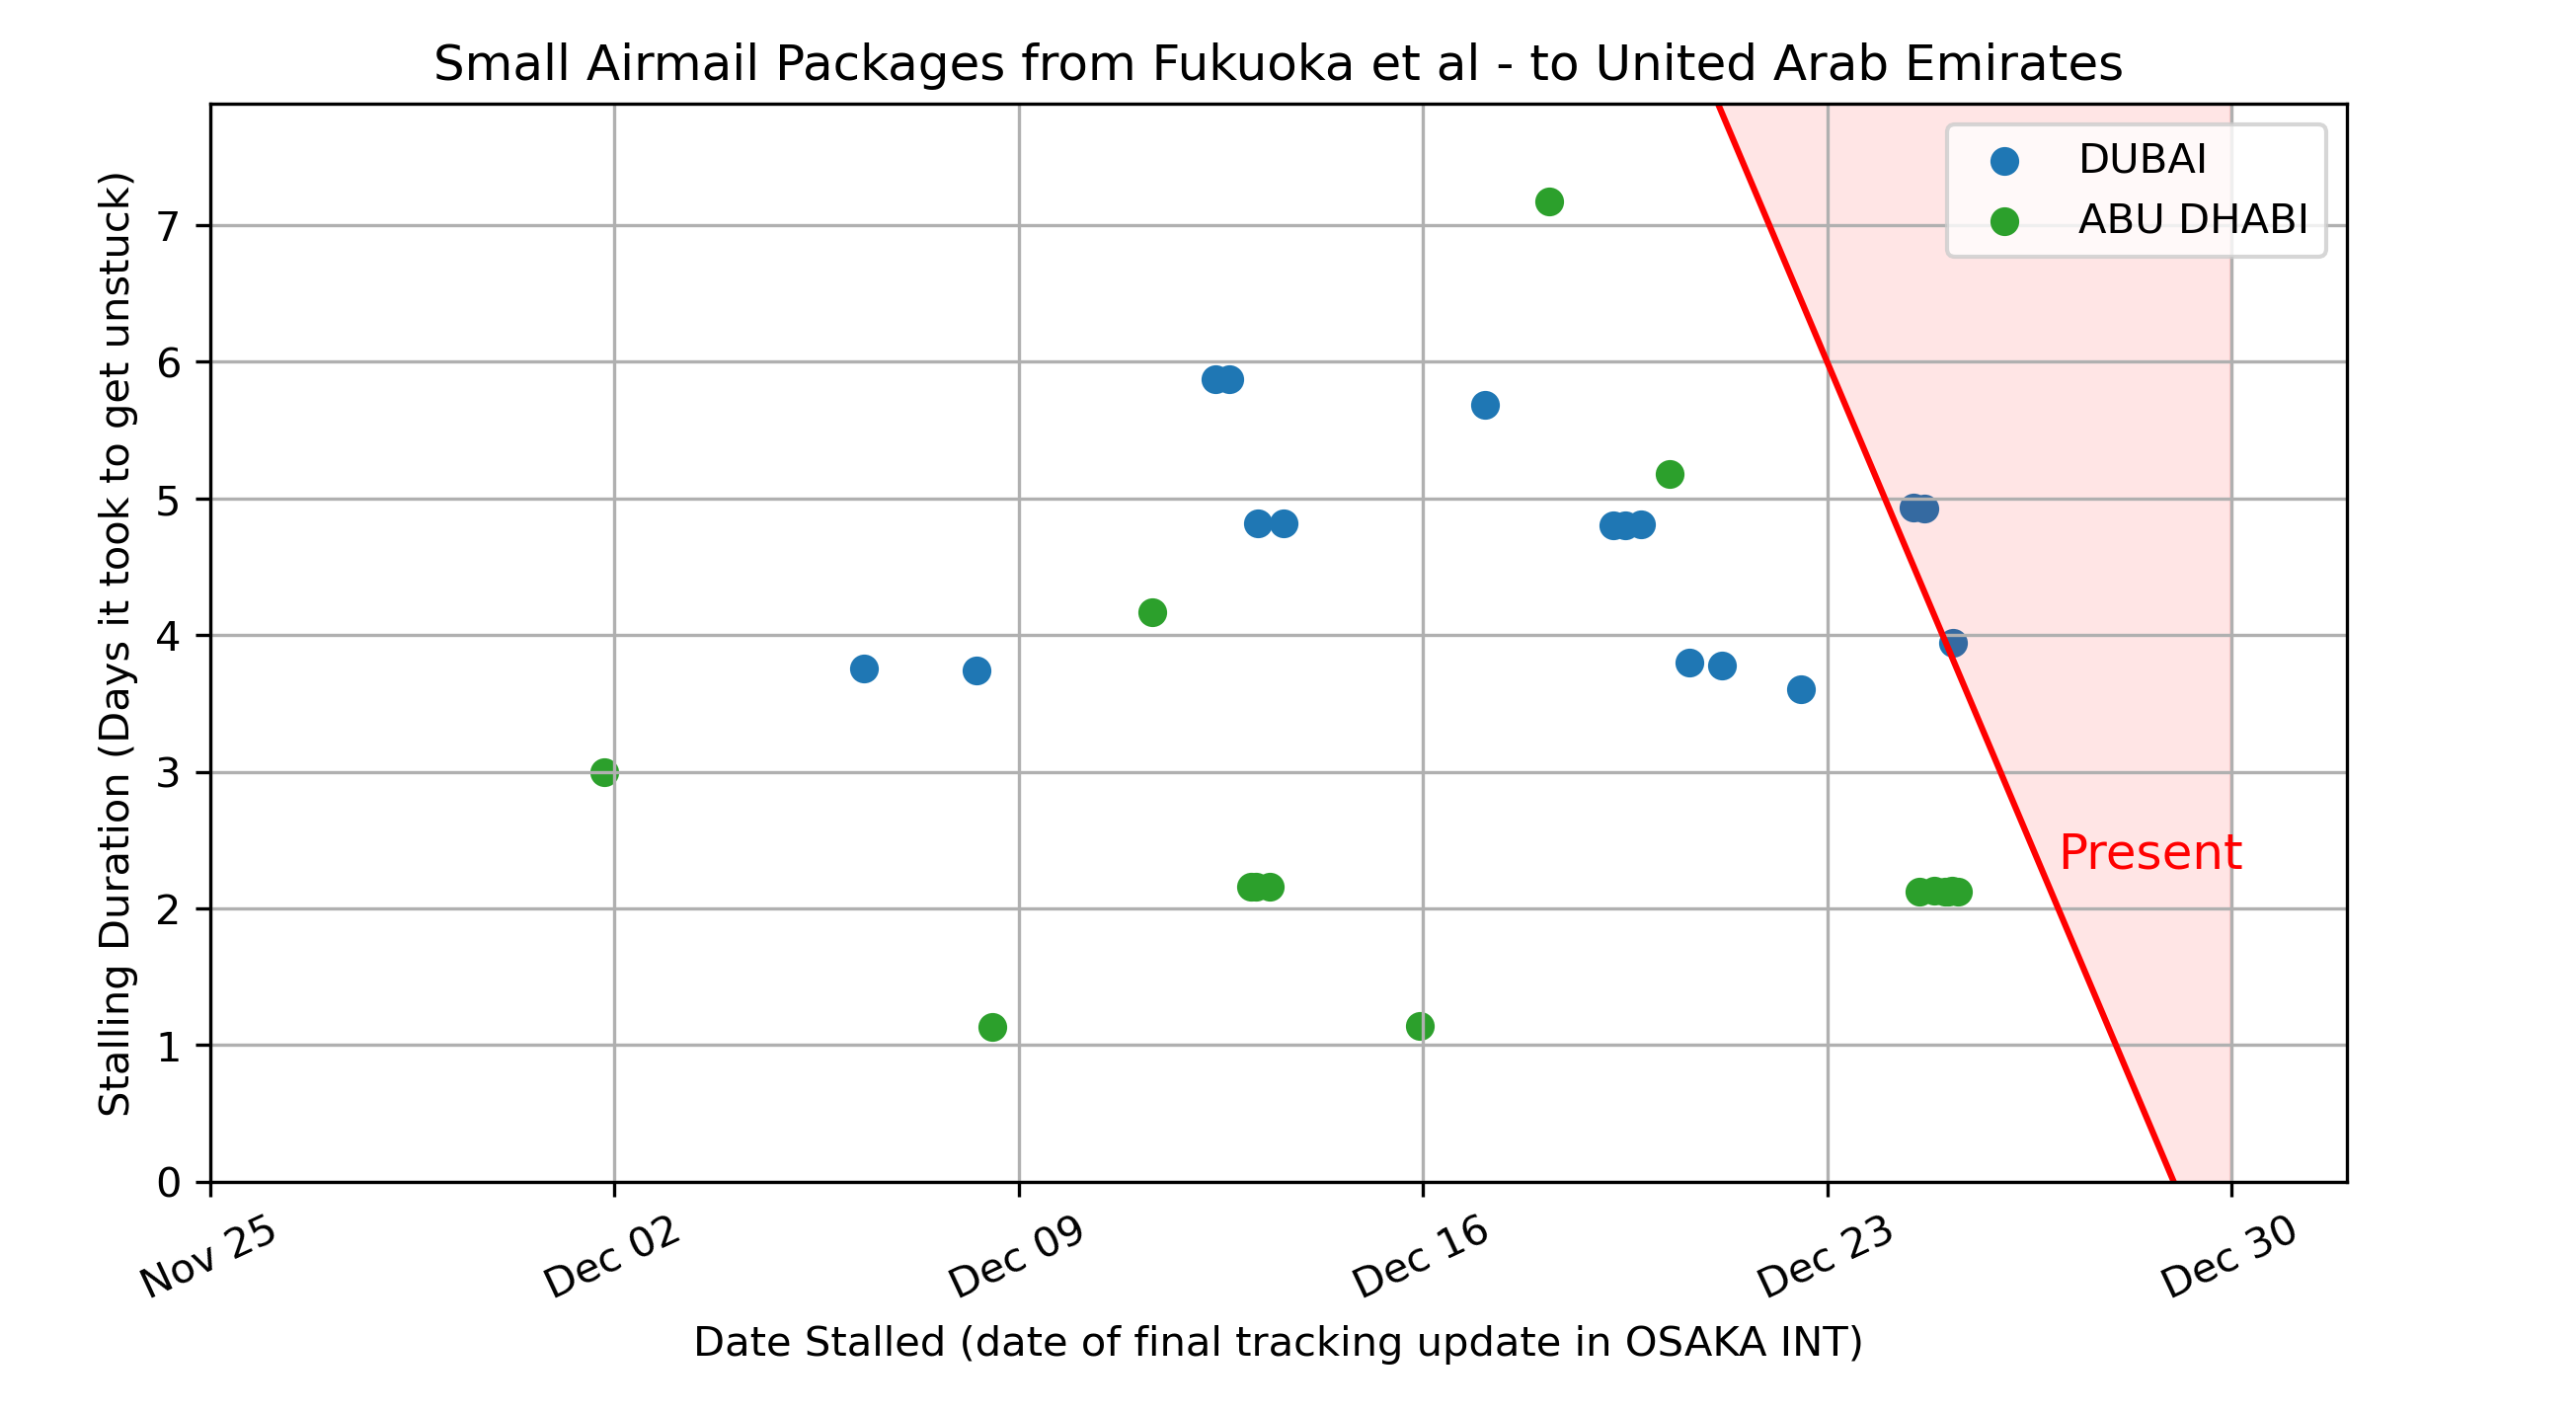 Small Airmail Packages from Fukuoka et al - to United Arab Emirates
DUBAI
ABU DHABI
Stalling Duration (Days it took to get unstuck)
7
6
5
4
3
2
1
0
Present
Nov 25
Dec 02
Dec 09
Dec 16
Dec 23
Dec 30
Date Stalled (date of final tracking update in OSAKA INT)